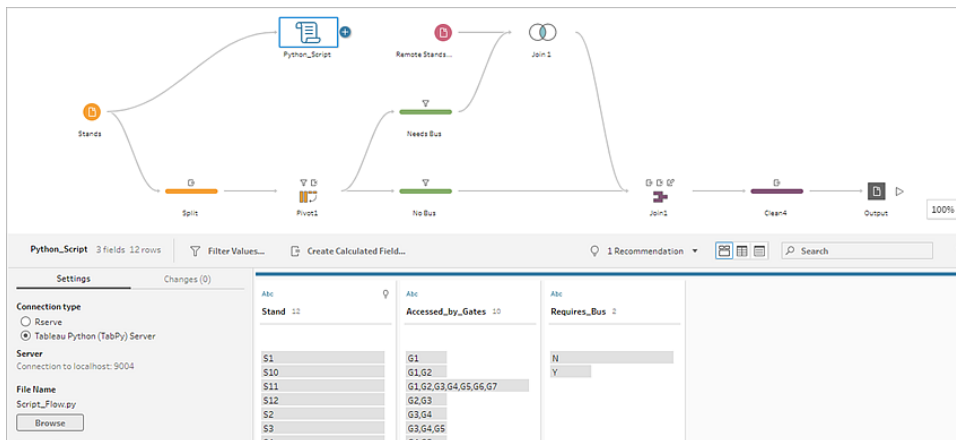 Python_Script
Remote Stands...
Join 1
Stands
Needs Bus
Split
Pivot1
No Bus
Join1
Clean4
Output
100%
Python_Script 3 fields 12 rows
Filter Values...
Create Calculated Field...
1 Recommendation
Search
Settings
Changes (0)
Connection type
Rserve
Tableau Python (TabPy) Server
Server
Connection to localhost: 9004
File Name
Script_Flow.py
Browse
Abc
Stand 12
S1
S10
S11
S12
S2
S3
Abc
Accessed_by_Gates 10
G1
G1,G2
G1,G2,G3,G4,G5,G6,G7
G2,G3
G3,G4
G3,G4,G5
Abc
Requires_Bus 2
N
Y